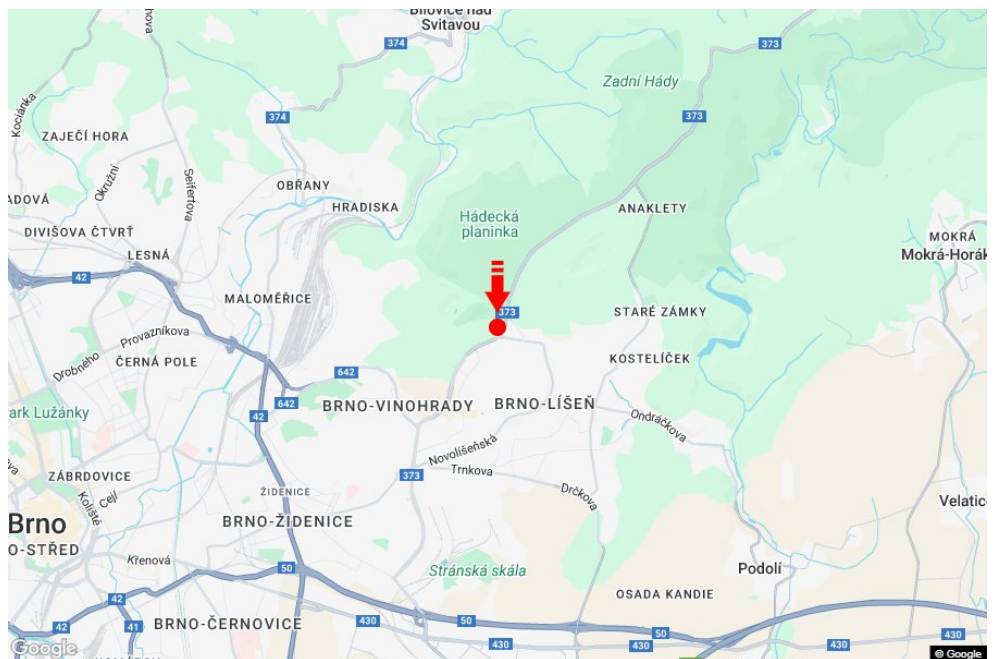 Bílovice nad
Svitavou
374
373
hova
Zadní Hády
373
374
Kociánka
ZAJEČÍ HORA
Okružní
Seifertova
OBŘANY
HRADISKA
ADOVÁ
ANAKLETY
Hádecká
planinka
DIVIŠOVA ČTVRŤ
LESNÁ
42
MOKRÁ
Mokrá-Horák
MALOMĚŘICE
373
STARÉ ZÁMKY
Provazníkova
Drobného
ČERNÁ POLE
KOSTELÍČEK
642
642
BRNO-VINOHRADY
BRNO-LÍŠEŇ
42
ark Lužánky
Ondráčkova
Novolíšeňská
373
Trnkova
ZÁBRDOVICE
Cejl
Koliště
ŽIDENICE
Drčkova
Velatic
Brno
O-STŘED
BRNO-ŽIDENICE
Křenová
50
Stránská skála
Podolí
42
42
41
BRNO-ČERNOVICE
430
50
430
OSADA KANDIE
50
430
430
430
Google
© Google